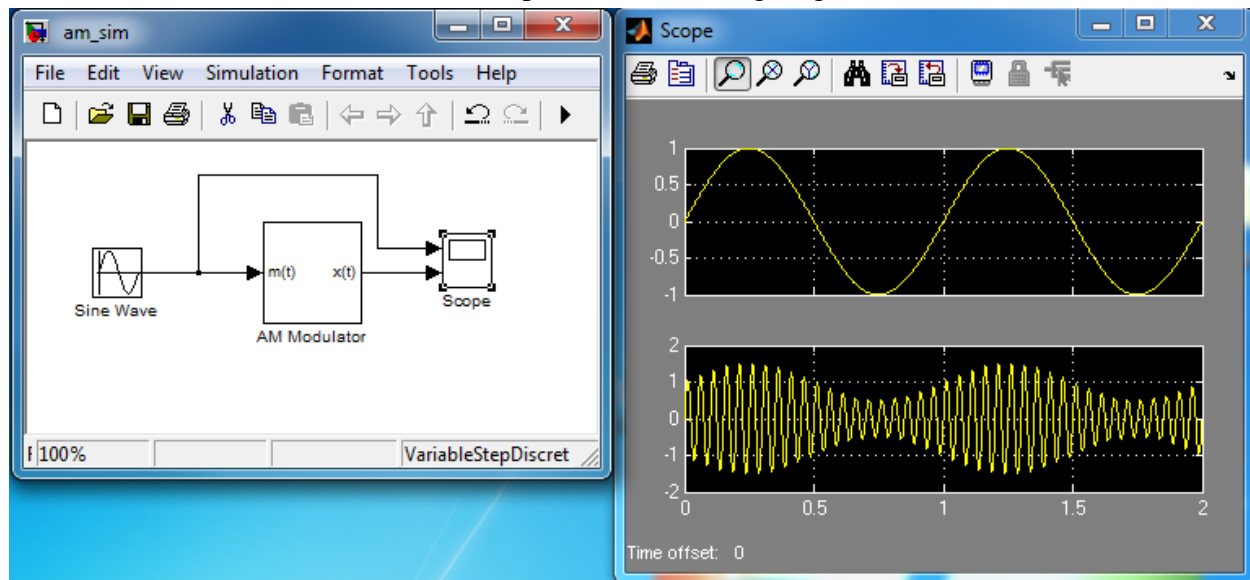 am_sim
File Edit View Simulation Format Tools Help
m(t) x(t)
Sine Wave
AM Modulator
Scope
100% VariableStepDiscret
Scope
1
0.5
0
-0.5
-1
2
1
0
-1
-2
0 0.5 1 1.5 2
Time offset: 0